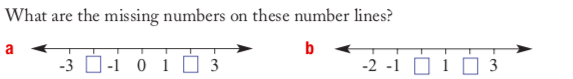 What are the missing numbers on these number lines?
a -3 □ -1 0 1 □ 3 b -2 -1 □ 1 □ 3